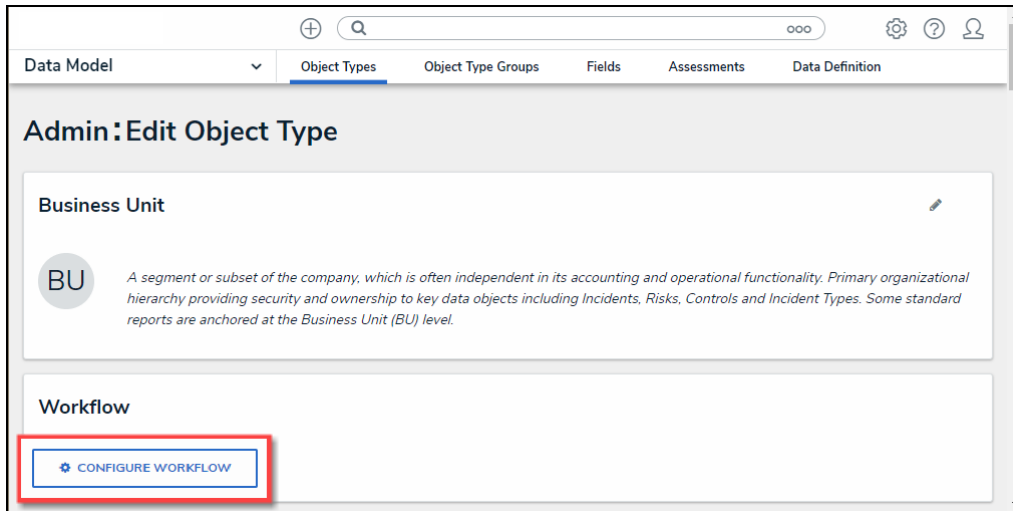 ooo
Data Model
Object Types
Object Type Groups
Fields
Assessments
Data Definition
Admin:Edit Object Type
Business Unit
BU
A segment or subset of the company, which is often independent in its accounting and operational functionality. Primary organizational
hierarchy providing security and ownership to key data objects including Incidents, Risks, Controls and Incident Types. Some standard
reports are anchored at the Business Unit (BU) level.
Workflow
CONFIGURE WORKFLOW